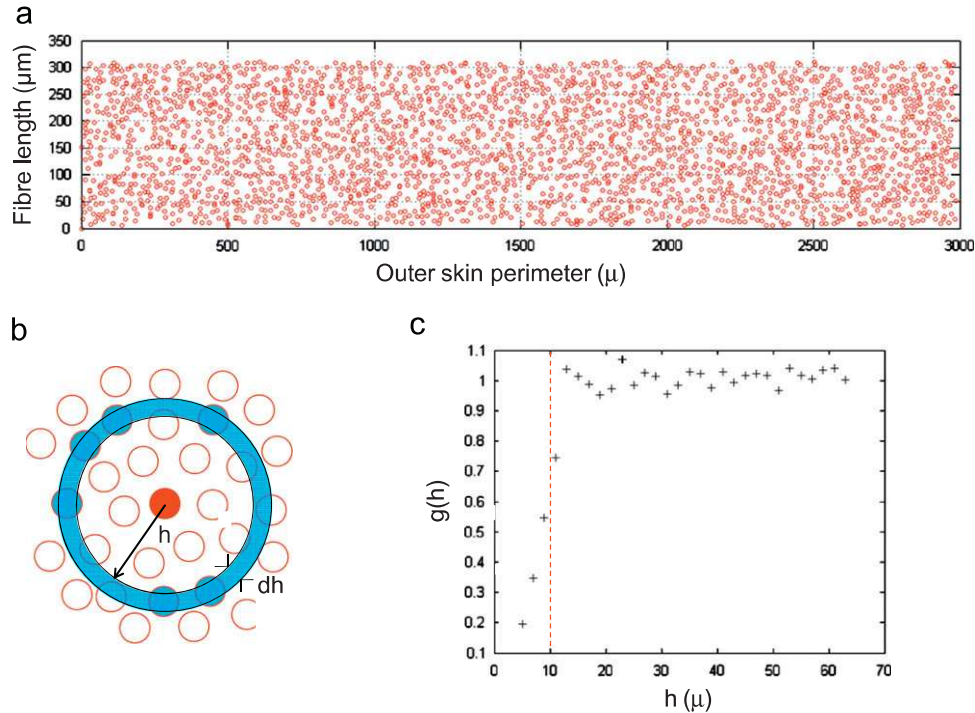 a
Fibre length (µm)
350
300
250
200
150
100
50
0
0 500 1000 1500 2000 2500 3000
Outer skin perimeter (µ)
b
h
dh
c
g(h)
1.1
1
0.9
0.8
0.7
0.6
0.5
0.4
0.3
0.2
0.1
0 10 20 30 40 50 60 70
h (µ)